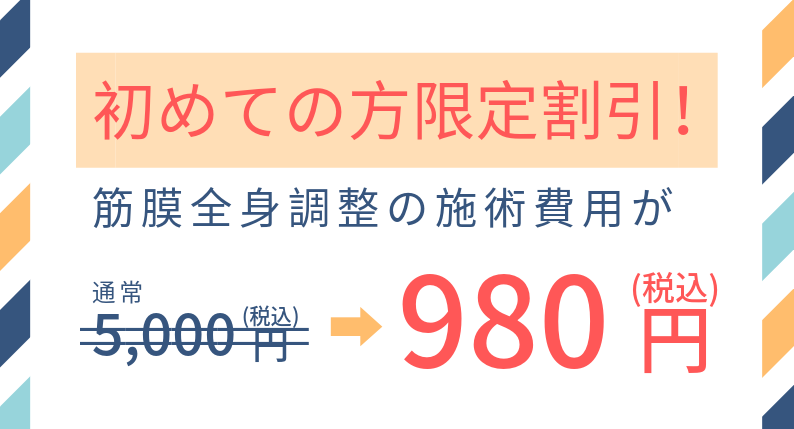 初めての方限定割引!
筋膜全身調整の施術費用が
通常
5,000円(税込)
980円(税込)